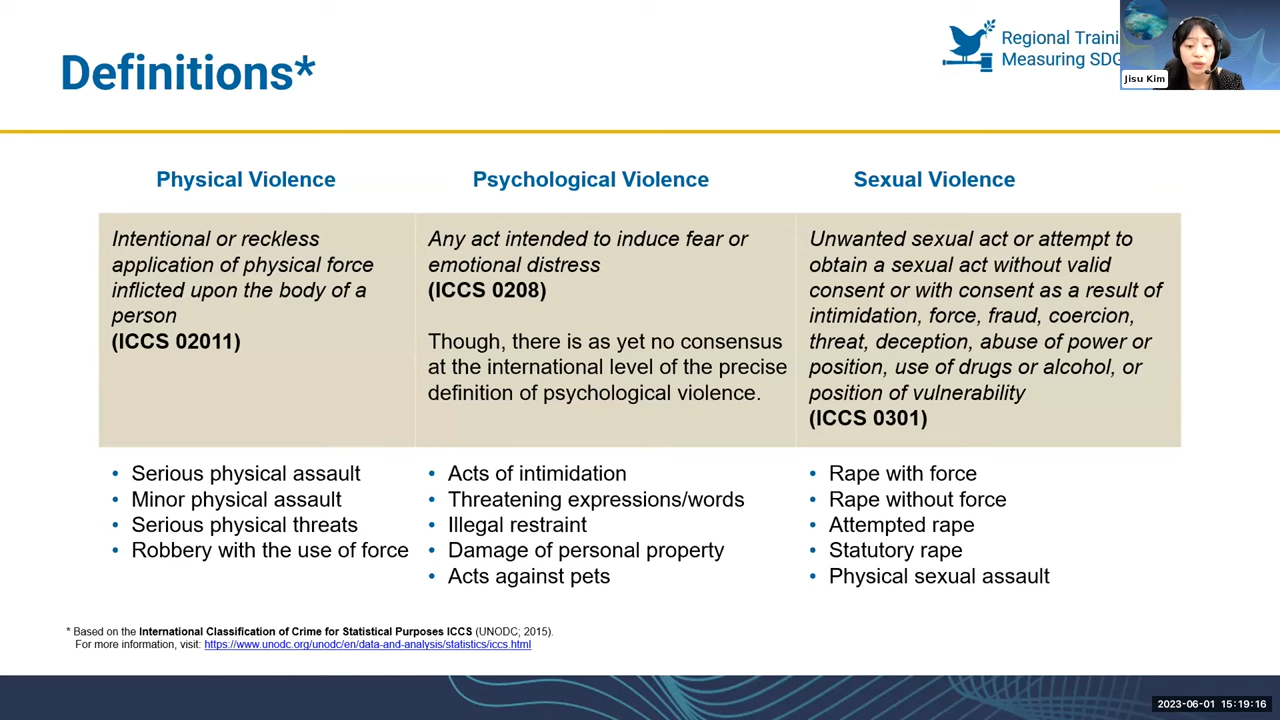 Definitions*
Regional Traini
Measuring SDG
Jisu Kim
Physical Violence
Psychological Violence
Sexual Violence
Intentional or reckless
application of physical force
inflicted upon the body of a
person
(ICCS 02011)
Any act intended to induce fear or
emotional distress
(ICCS 0208)
Though, there is as yet no consensus
at the international level of the precise
definition of psychological violence.
Unwanted sexual act or attempt to
obtain a sexual act without valid
consent or with consent as a result of
intimidation, force, fraud, coercion,
threat, deception, abuse of power or
position, use of drugs or alcohol, or
position of vulnerability
(ICCS 0301)
• Serious physical assault
• Minor physical assault
• Serious physical threats
• Robbery with the use of force
• Acts of intimidation
• Threatening expressions/words
• Illegal restraint
• Damage of personal property
• Acts against pets
• Rape with force
• Rape without force
• Attempted rape
• Statutory rape
• Physical sexual assault
* Based on the International Classification of Crime for Statistical Purposes ICCS (UNODC; 2015).
For more information, visit: https://www.unodc.org/unodc/en/data-and-analysis/statistics/iccs.html
2023-06-01 15:19:16